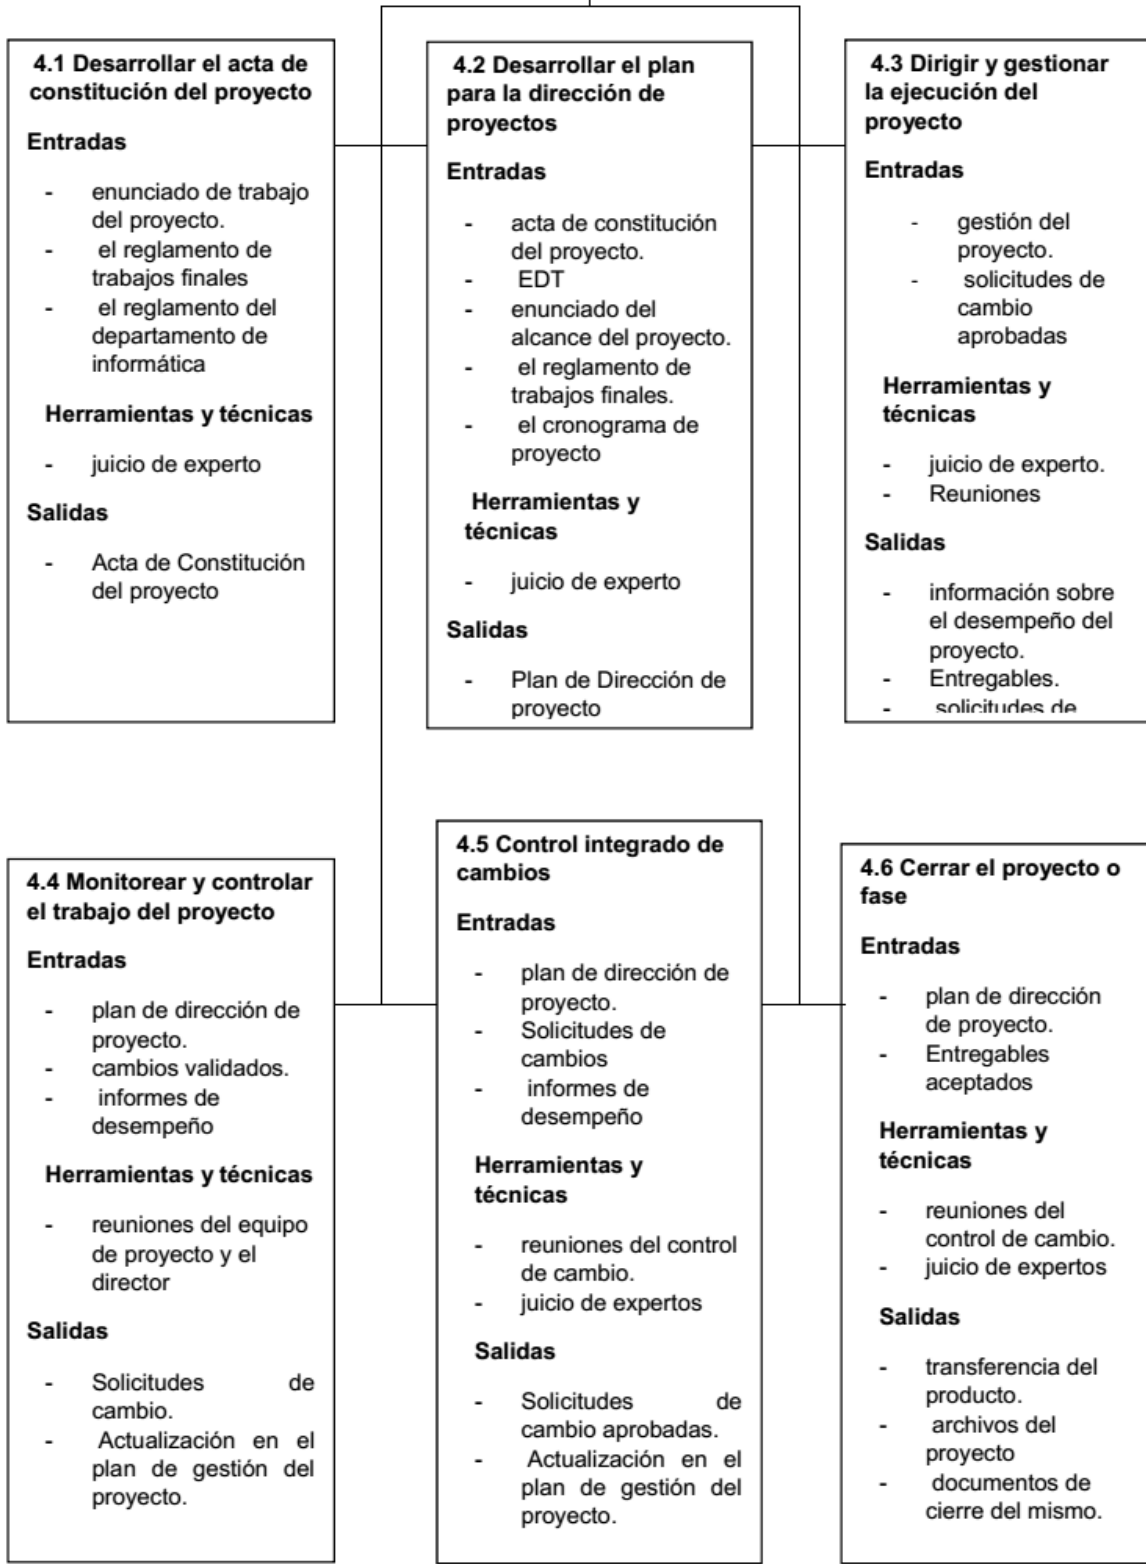 4.1 Desarrollar el acta de
constitución del proyecto
Entradas
- enunciado de trabajo
del proyecto.
- el reglamento de
trabajos finales
- el reglamento del
departamento de
informática
Herramientas y técnicas
- juicio de experto
Salidas
- Acta de Constitución
del proyecto
4.2 Desarrollar el plan
para la dirección de
proyectos
Entradas
- acta de constitución
del proyecto.
- EDT
- enunciado del
alcance del proyecto.
- el reglamento de
trabajos finales.
- el cronograma de
proyecto
Herramientas y
técnicas
- juicio de experto
Salidas
- Plan de Dirección de
proyecto
4.3 Dirigir y gestionar
la ejecución del
proyecto
Entradas
- gestión del
proyecto.
- solicitudes de
cambio
aprobadas
Herramientas y
técnicas
- juicio de experto.
- Reuniones
Salidas
- información sobre
el desempeño del
proyecto.
- Entregables.
- solicitudes de
4.4 Monitorear y controlar
el trabajo del proyecto
Entradas
- plan de dirección de
proyecto.
- cambios validados.
- informes de
desempeño
Herramientas y técnicas
- reuniones del equipo
de proyecto y el
director
Salidas
- Solicitudes de
cambio.
- Actualización en el
plan de gestión del
proyecto.
4.5 Control integrado de
cambios
Entradas
- plan de dirección de
proyecto.
- Solicitudes de
cambios
- informes de
desempeño
Herramientas y
técnicas
- reuniones del control
de cambio.
- juicio de expertos
Salidas
- Solicitudes de
cambio aprobadas.
- Actualización en el
plan de gestión del
proyecto.
4.6 Cerrar el proyecto o
fase
Entradas
- plan de dirección
de proyecto.
- Entregables
aceptados
Herramientas y
técnicas
- reuniones del
control de cambio.
- juicio de expertos
Salidas
- transferencia del
producto.
- archivos del
proyecto
- documentos de
cierre del mismo.